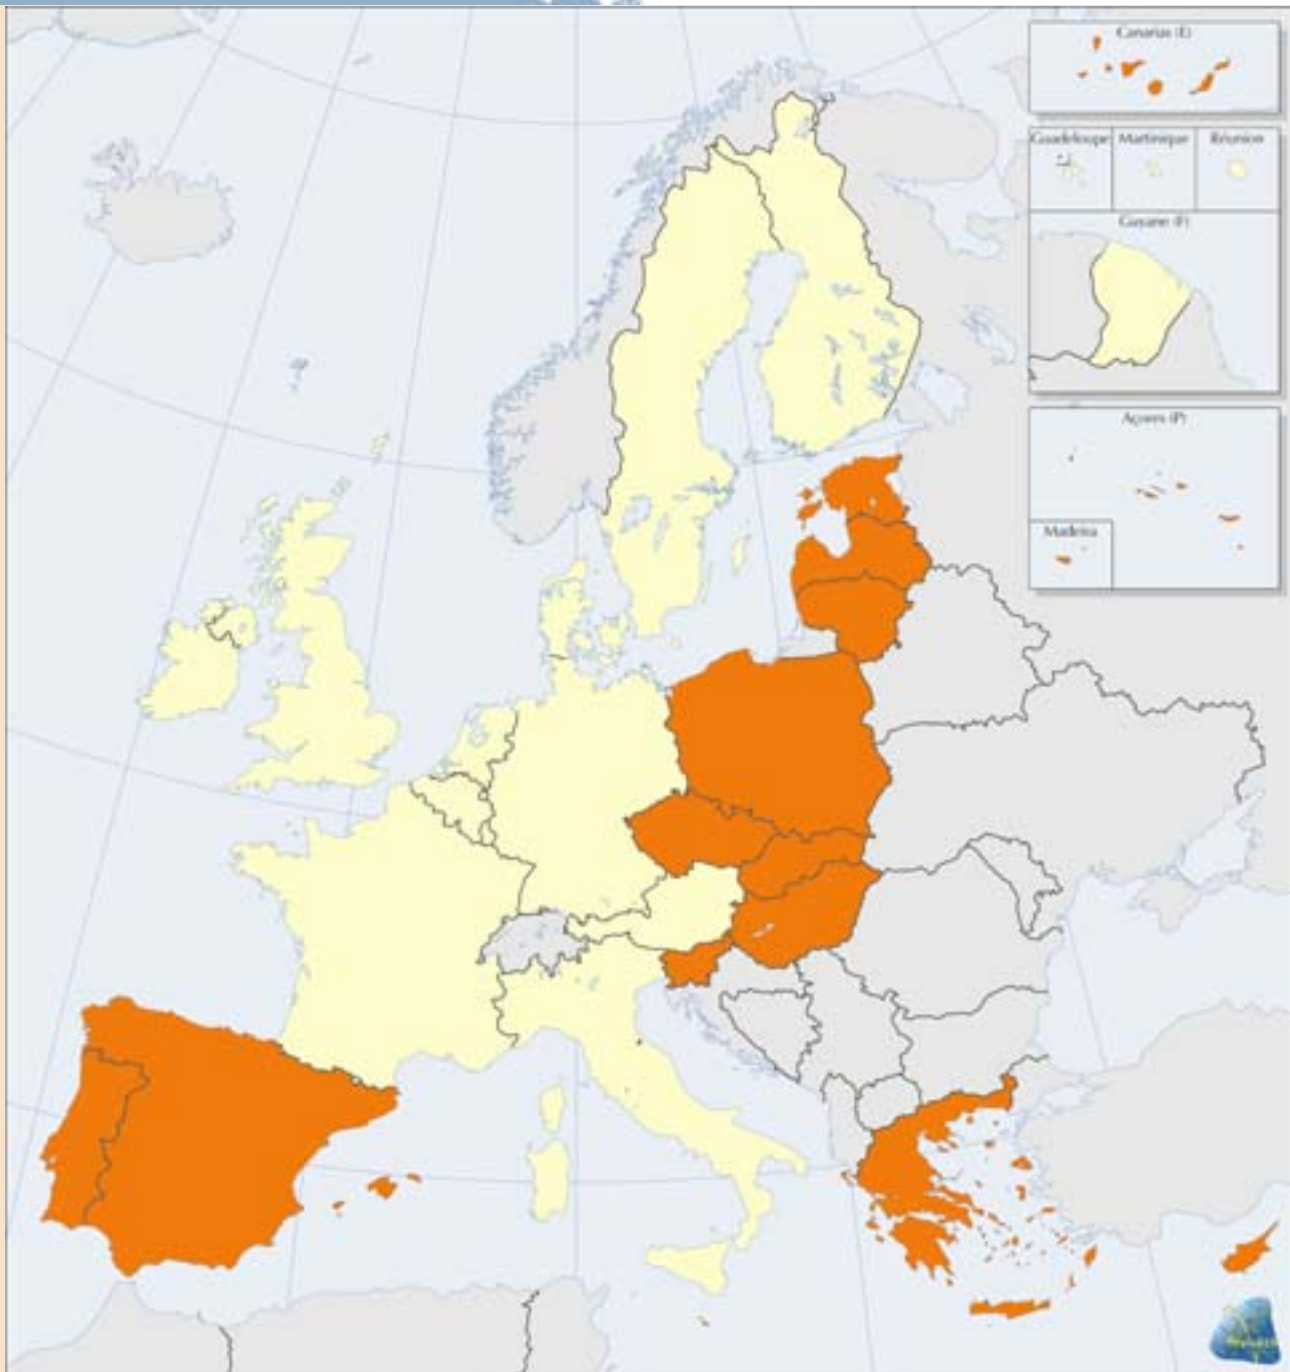 Canarias (E)
Guadeloupe Martinique Réunion
Guyane (F)
Açores (P)
Madeira